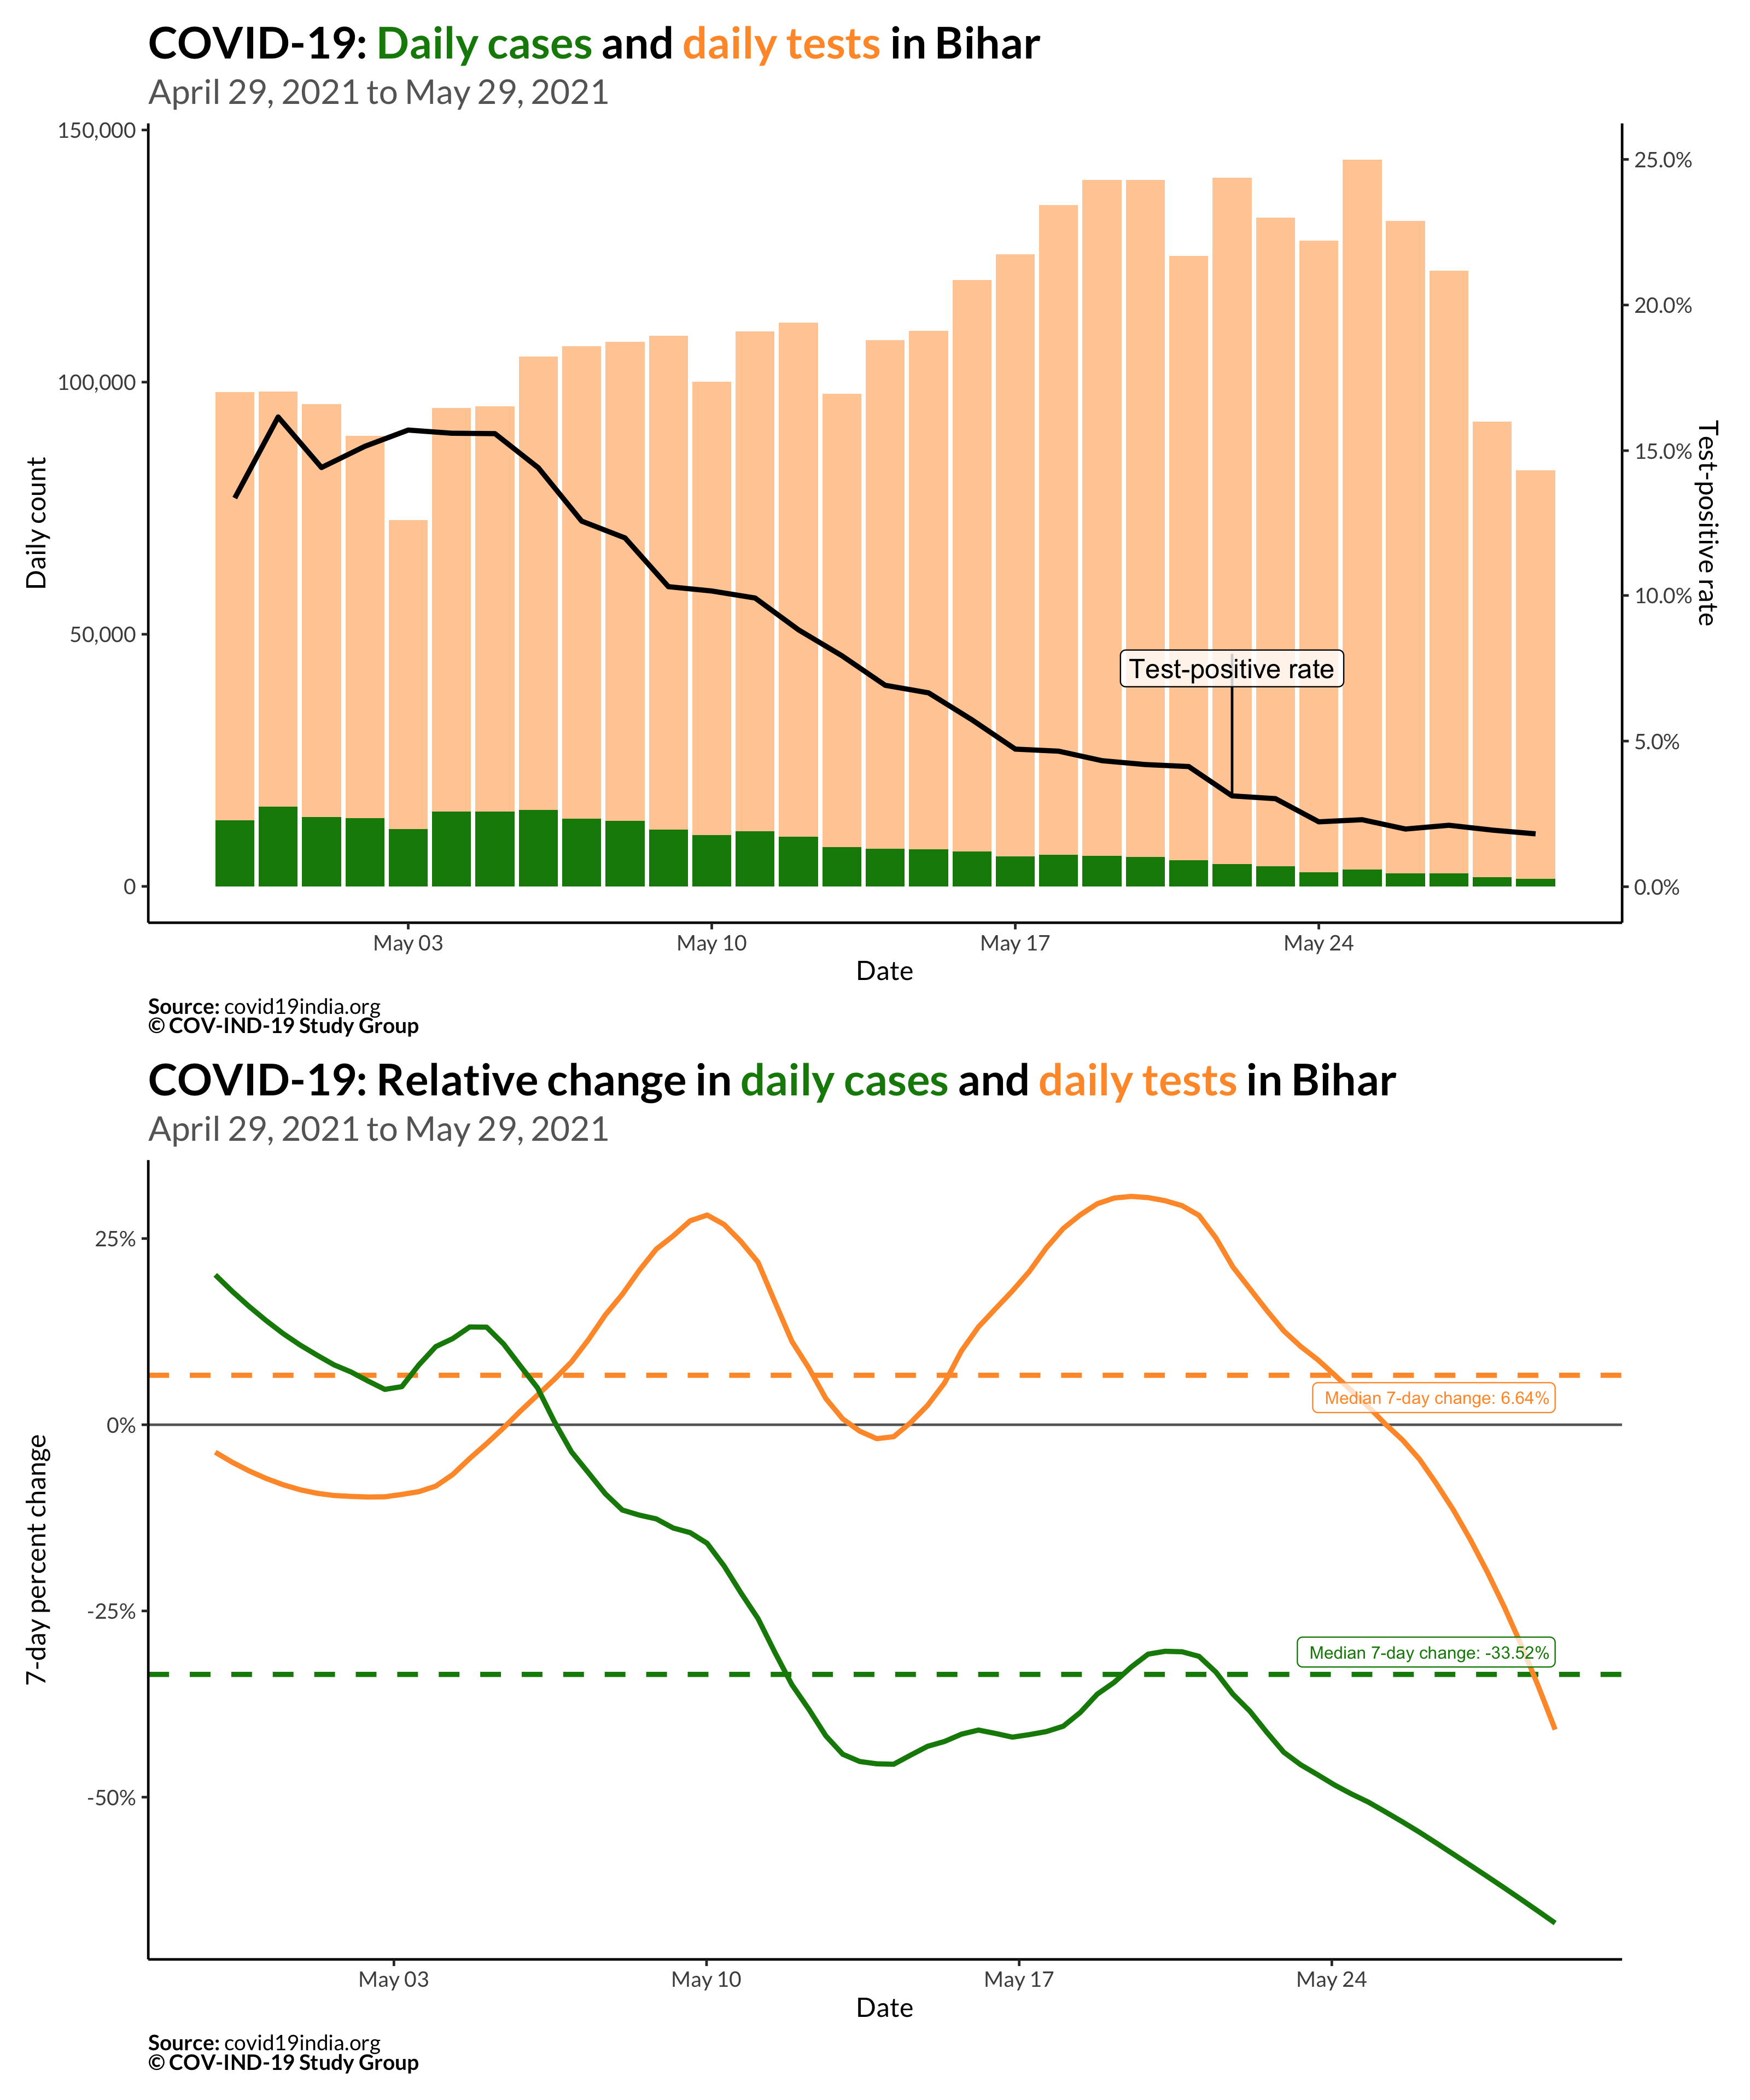 COVID-19: Daily cases and daily tests in Bihar
April 29, 2021 to May 29, 2021
150,000
100,000
50,000
0
Daily count
25.0%
20.0%
15.0%
10.0%
5.0%
0.0%
Test-positive rate
Test-positive rate
May 03
May 10
May 17
May 24
Date
Source: covid19india.org
© COV-IND-19 Study Group
COVID-19: Relative change in daily cases and daily tests in Bihar
April 29, 2021 to May 29, 2021
25%
0%
-25%
-50%
7-day percent change
Median 7-day change: 6.64%
Median 7-day change: -33.52%
May 03
May 10
May 17
May 24
Date
Source: covid19india.org
© COV-IND-19 Study Group